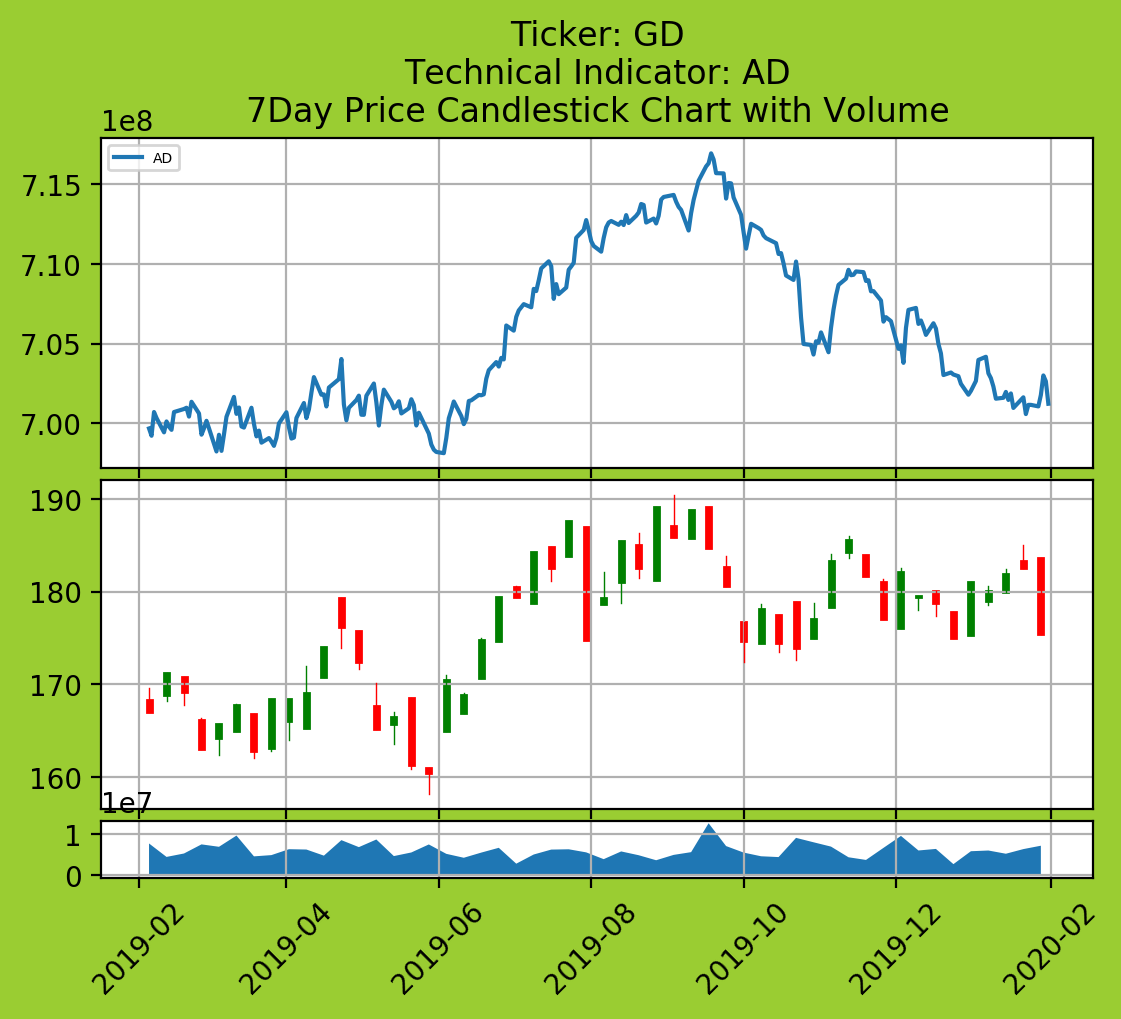 Ticker: GD
Technical Indicator: AD
7Day Price Candlestick Chart with Volume
1e8
AD
7.15
7.10
7.05
7.00
190
180
170
160
1e7
1
0
2019-02
2019-04
2019-06
2019-08
2019-10
2019-12
2020-02